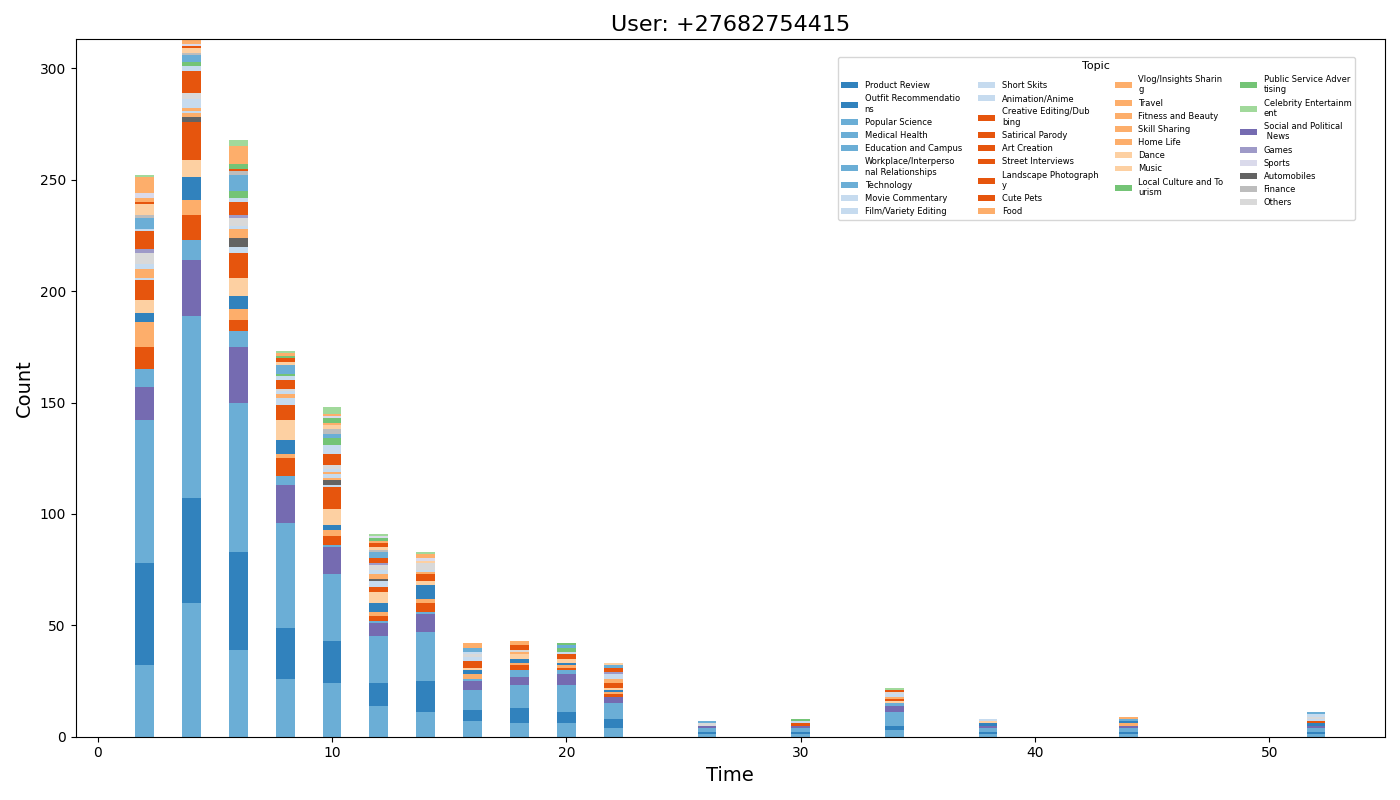 User: +27682754415
Count
300
250
200
150
100
50
0
Topic
Product Review
Outfit Recommendatio
ns
Popular Science
Medical Health
Education and Campus
Workplace/Interperso
nal Relationships
Technology
Movie Commentary
Film/Variety Editing
Short Skits
Animation/Anime
Creative Editing/Dub
bing
Satirical Parody
Art Creation
Street Interviews
Landscape Photograph
y
Cute Pets
Food
Vlog/Insights Sharin
g
Travel
Fitness and Beauty
Skill Sharing
Home Life
Dance
Music
Local Culture and To
urism
Public Service Adver
tising
Celebrity Entertainm
ent
Social and Political
News
Games
Sports
Automobiles
Finance
Others
0
10
20
30
40
50
Time